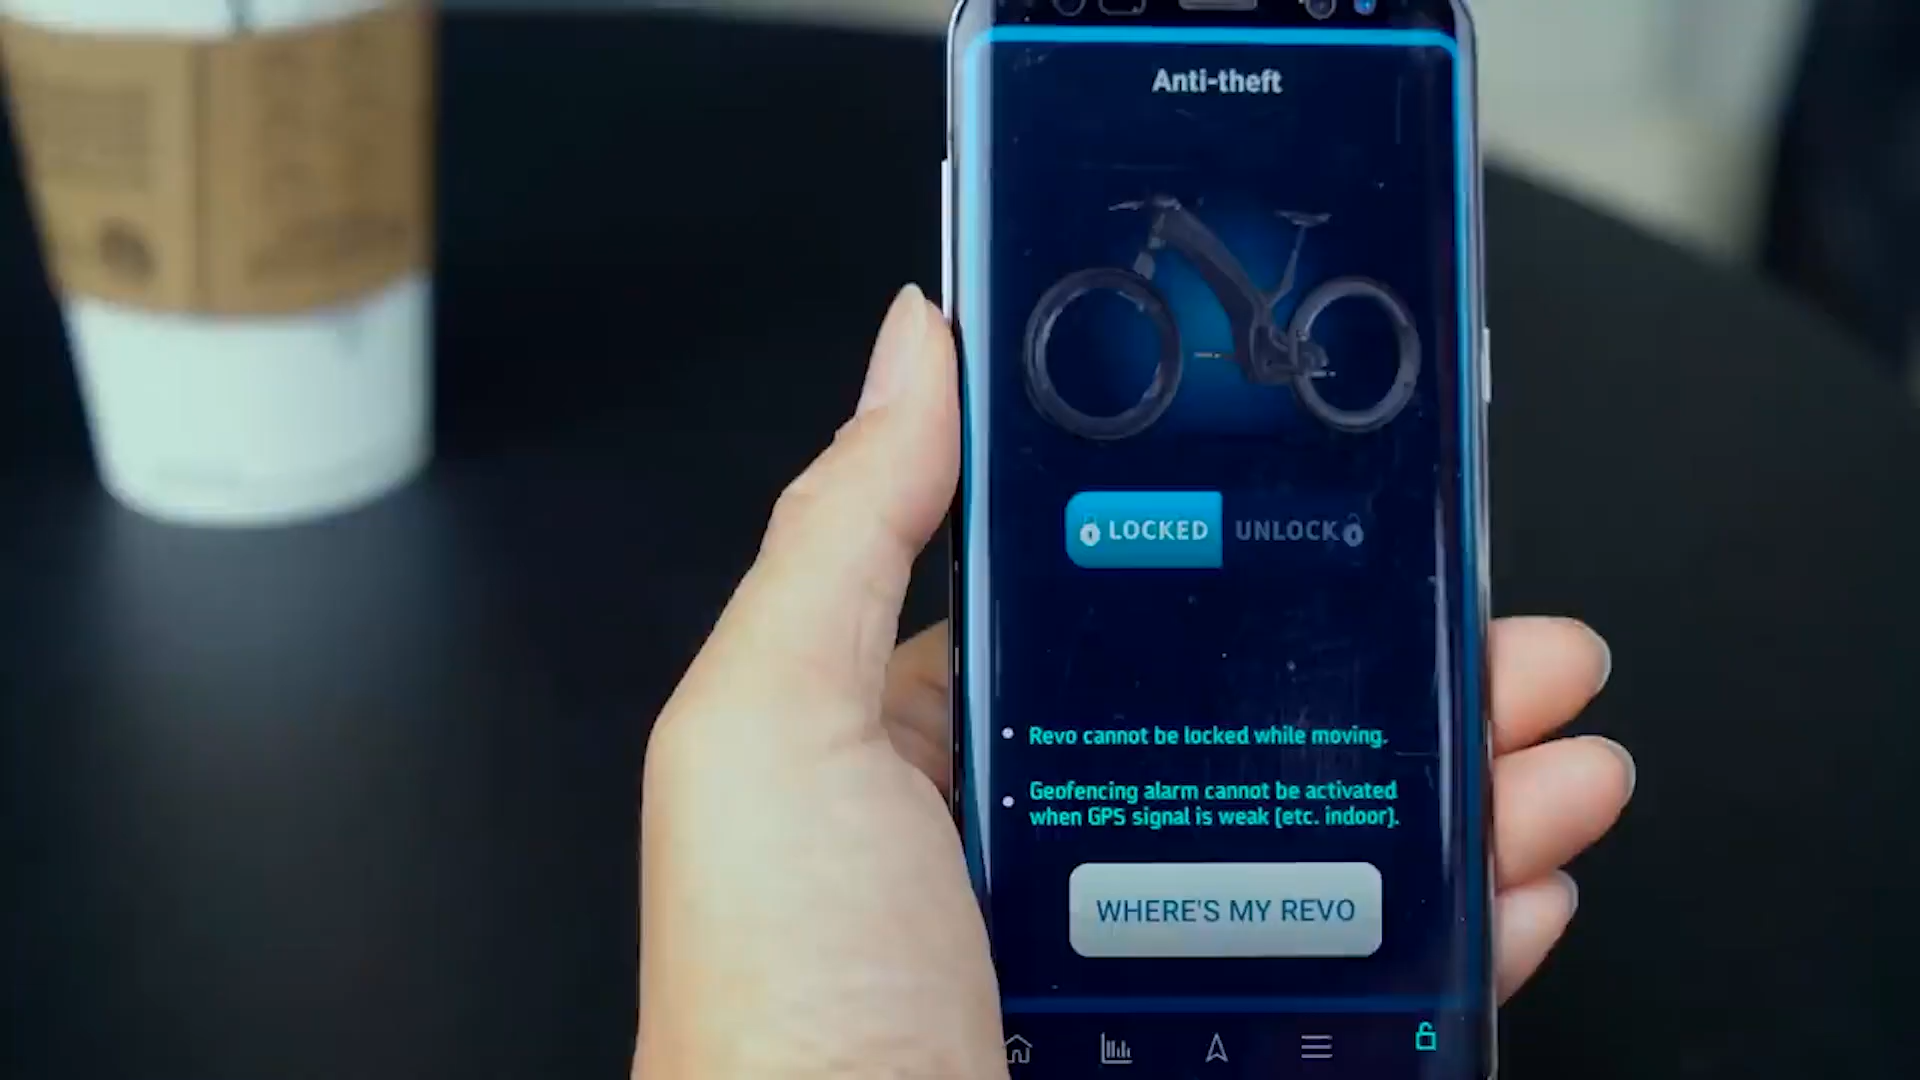 Anti-theft
LOCKED UNLOCK
Revo cannot be locked while moving.
Geofencing alarm cannot be activated
when GPS signal is weak (etc. indoor).
WHERE'S MY REVO